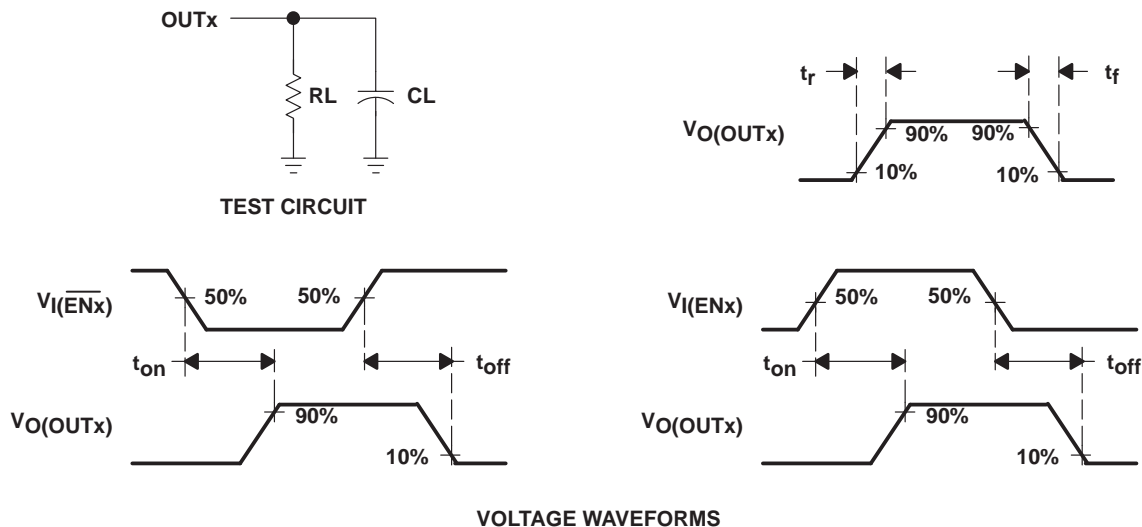 OUTx
RL
CL
TEST CIRCUIT
tr
tf
VO(OUTx)
90%
90%
10%
10%
VI(E̅N̅x̅)
50%
50%
ton
toff
VO(OUTx)
90%
10%
VI(ENx)
50%
50%
ton
toff
VO(OUTx)
90%
10%
VOLTAGE WAVEFORMS